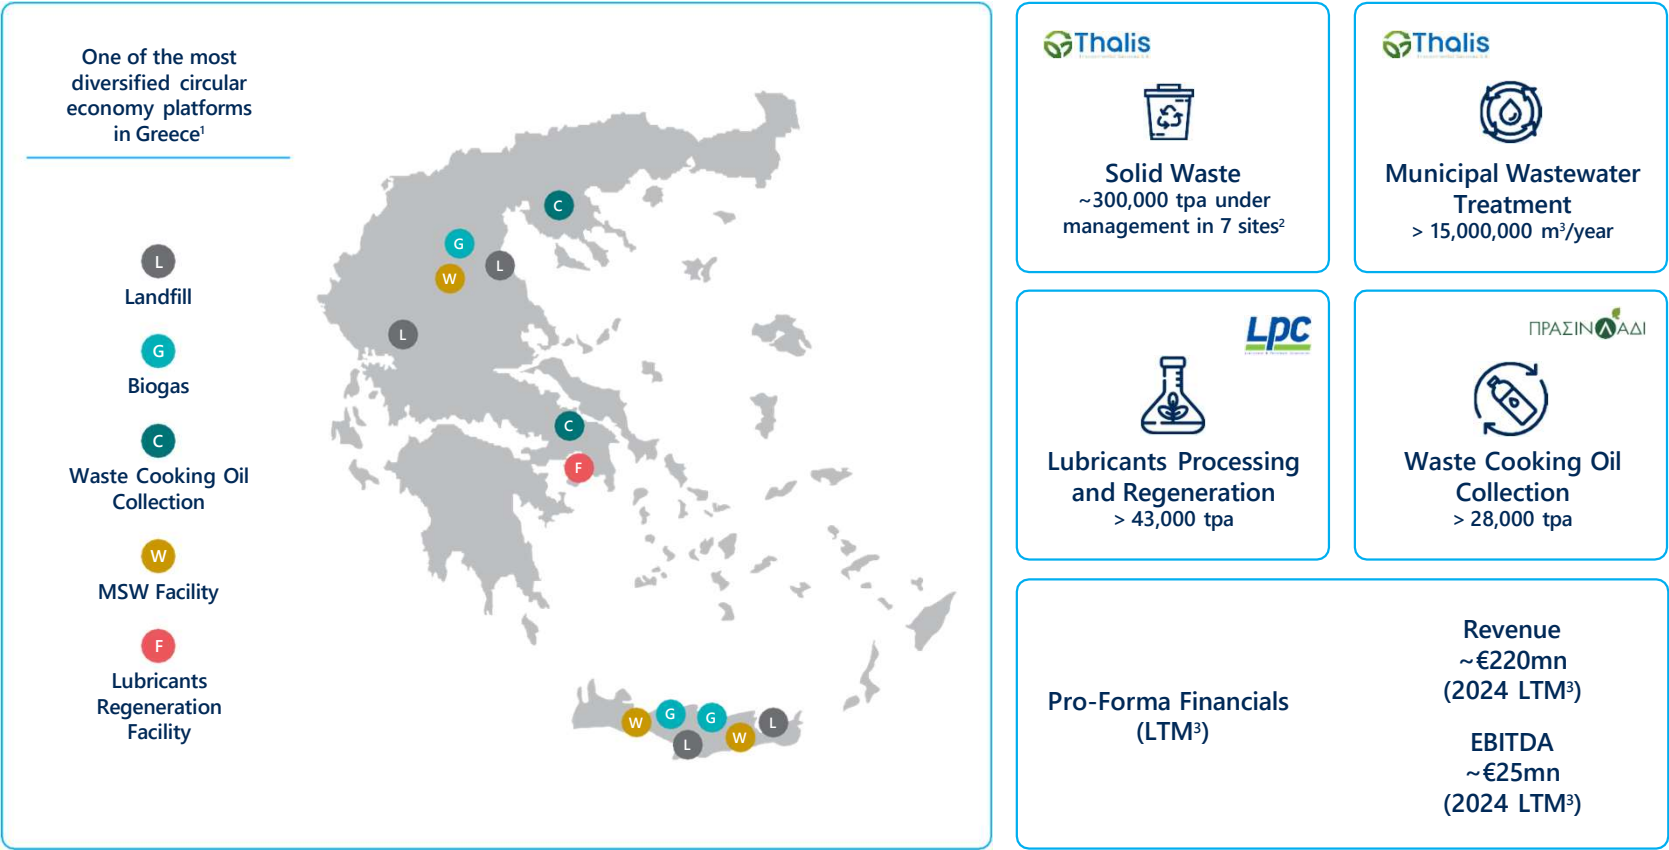 One of the most
diversified circular
economy platforms
in Greece¹
L
Landfill
G
Biogas
C
Waste Cooking Oil
Collection
W
MSW Facility
F
Lubricants
Regeneration
Facility
C
G
L
W
L
C
F
W
G
G
L
L
W
Thalis
Solid Waste
~300,000 tpa under
management in 7 sites²
Thalis
Municipal Wastewater
Treatment
> 15,000,000 m³/year
LPC
Lubricants Processing
and Regeneration
> 43,000 tpa
ΠΡΑΣΙΝΟ ΛΑΔΙ
Waste Cooking Oil
Collection
> 28,000 tpa
Pro-Forma Financials
(LTM³)
Revenue
~€220mn
(2024 LTM³)
EBITDA
~€25mn
(2024 LTM³)